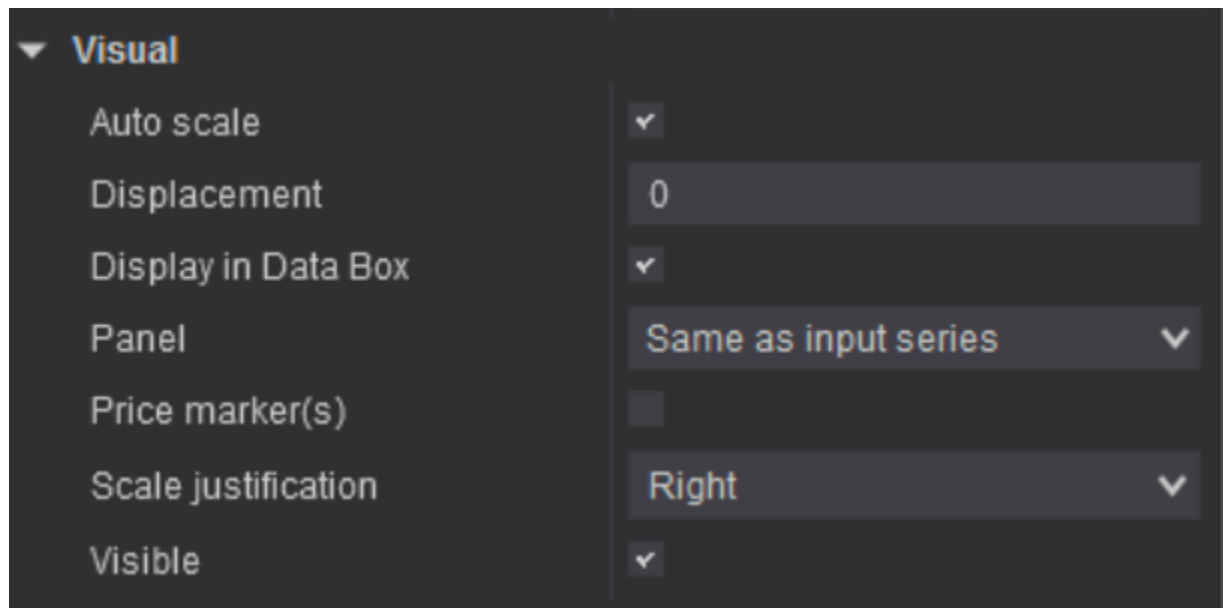 Visual
Auto scale
Displacement 0
Display in Data Box
Panel Same as input series
Price marker(s)
Scale justification Right
Visible